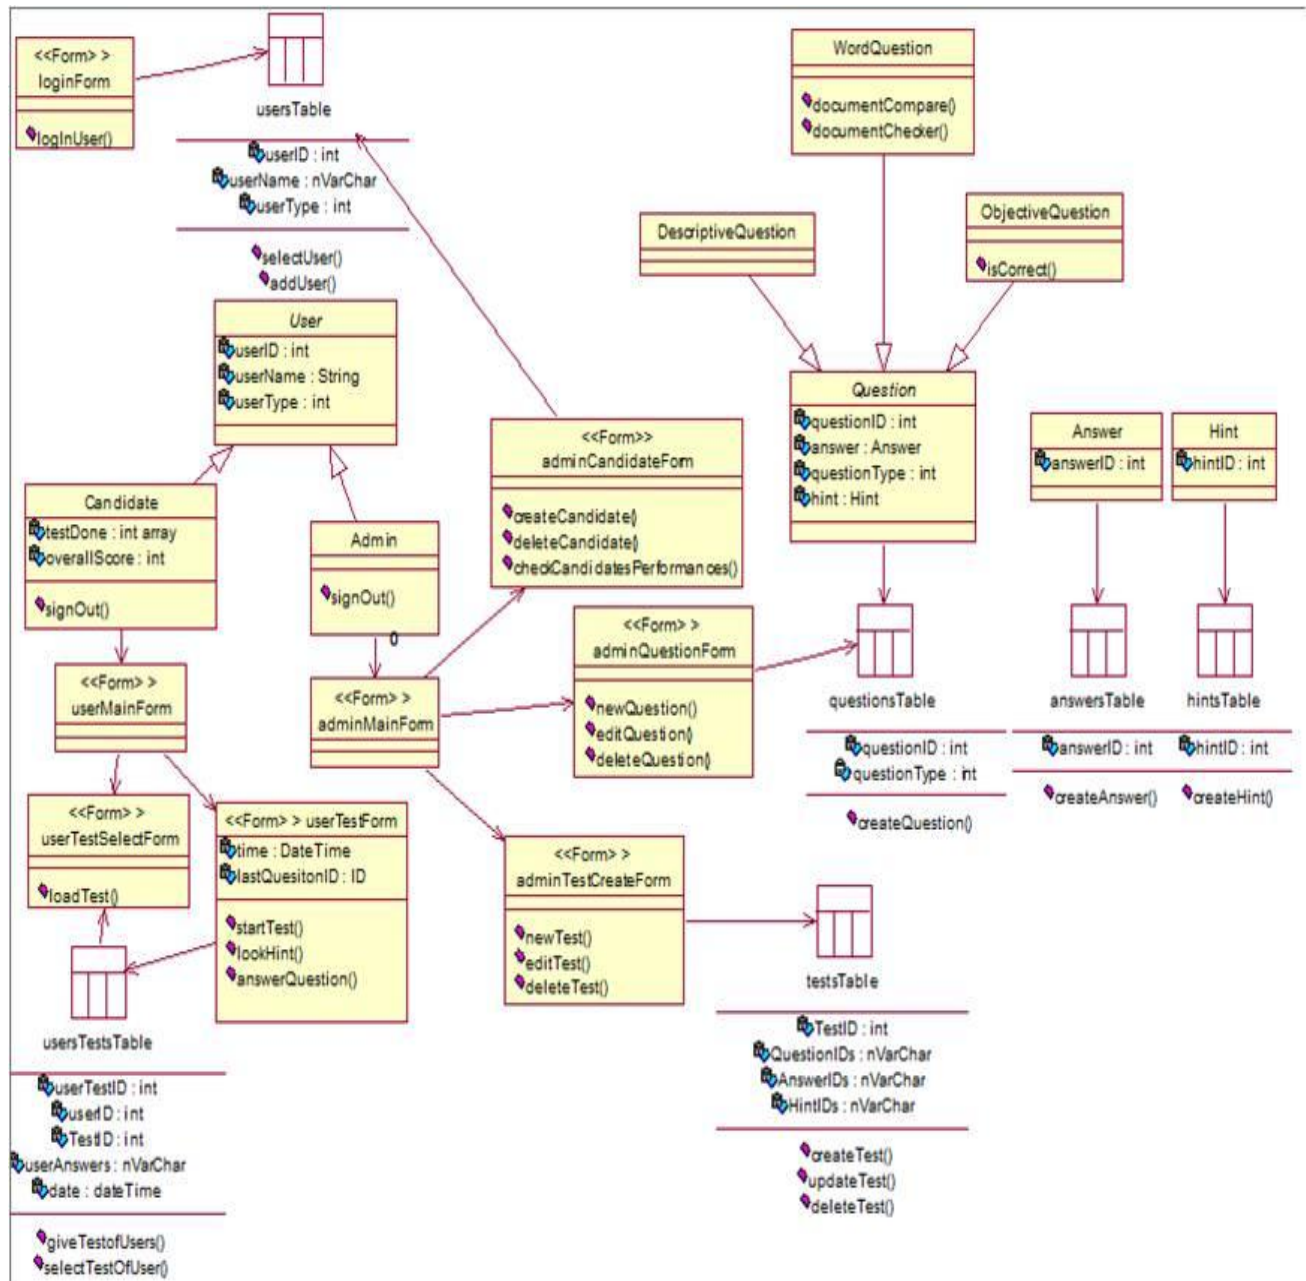 <<Form> >
loginForm
logInUser()
usersTable
userID : int
userName : nVarChar
userType : int
selectUser()
addUser()
WordQuestion
documentCompare()
documentChecker()
DescriptiveQuestion
ObjectiveQuestion
isCorrect()
User
userID : int
userName : String
userType : int
Question
questionID : int
answer : Answer
questionType : int
hint : Hint
Answer
answerID : int
Hint
hintID : int
<<Form>>
adminCandidateForm
createCandidate()
deleteCandidate()
checkCandidatesPerformances()
Candidate
testDone : int array
overallScore : int
signOut()
Admin
signOut()
0
<<Form> >
userMainForm
<<Form> >
adminMainForm
<<Form> >
adminQuestionForm
newQuestion()
editQuestion()
deleteQuestion()
questionsTable
questionID : int
questionType : int
createQuestion()
answersTable
answerID : int
createAnswer()
hintsTable
hintID : int
createHint()
<<Form> >
userTestSelectForm
loadTest()
<<Form> > userTestForm
time : DateTime
lastQuesitonID : ID
startTest()
lookHint()
answerQuestion()
<<Form> >
adminTestCreateForm
newTest()
editTest()
deleteTest()
testsTable
TestID : int
QuestionIDs : nVarChar
AnswerIDs : nVarChar
HintIDs : nVarChar
createTest()
updateTest()
deleteTest()
usersTestsTable
userTestID : int
userID : int
TestID : int
userAnswers : nVarChar
date : dateTime
giveTestofUsers()
selectTestOfUser()